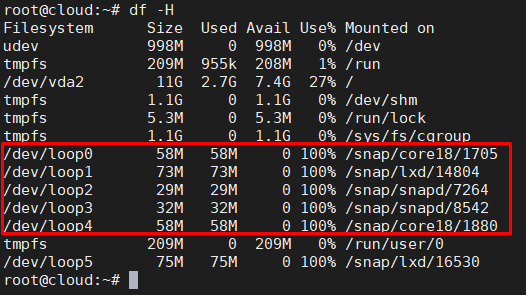 root@cloud:~# df -H
Filesystem      Size  Used Avail Use% Mounted on
udev            998M     0  998M   0% /dev
tmpfs           209M  955k  208M   1% /run
/dev/vda2        11G  2.7G  7.4G  27% /
tmpfs           1.1G     0  1.1G   0% /dev/shm
tmpfs           5.3M     0  5.3M   0% /run/lock
tmpfs           1.1G     0  1.1G   0% /sys/fs/cgroup
/dev/loop0       58M   58M     0 100% /snap/core18/1705
/dev/loop1       73M   73M     0 100% /snap/lxd/14804
/dev/loop2       29M   29M     0 100% /snap/snapd/7264
/dev/loop3       32M   32M     0 100% /snap/snapd/8542
/dev/loop4       58M   58M     0 100% /snap/core18/1880
tmpfs           209M     0  209M   0% /run/user/0
/dev/loop5       75M   75M     0 100% /snap/lxd/16530
root@cloud:~#